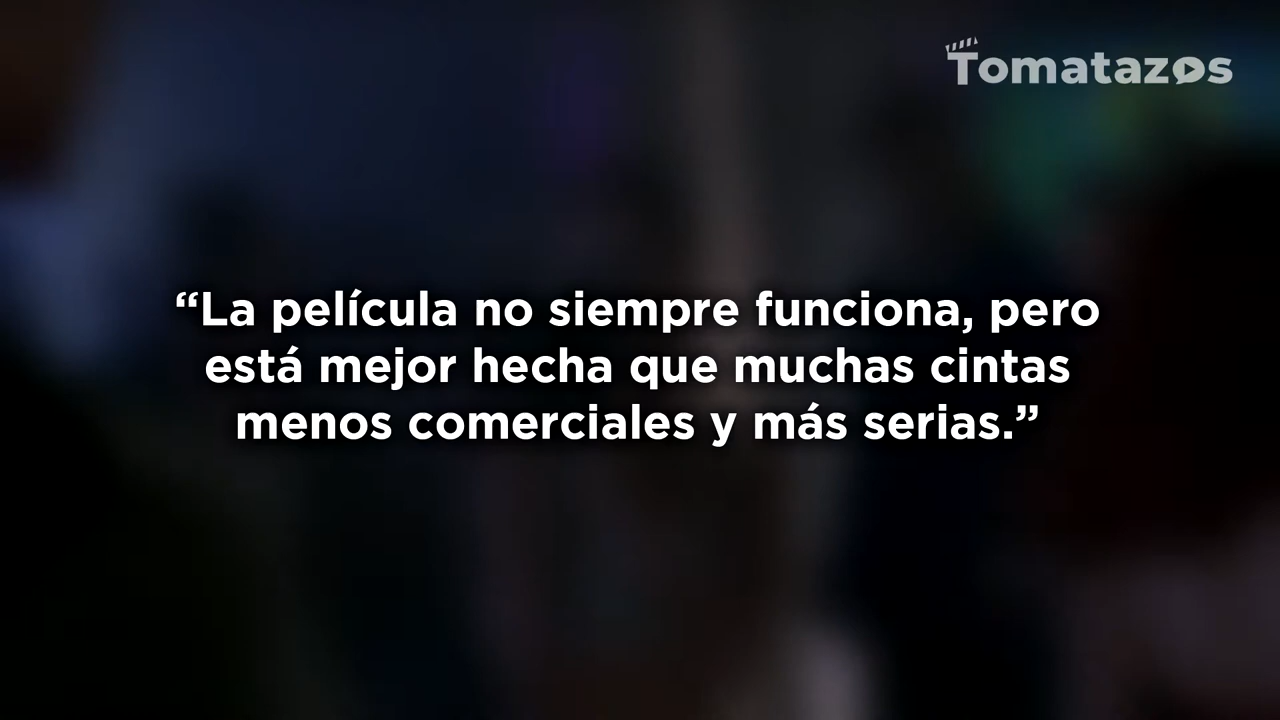 Tomatazos
“La película no siempre funciona, pero
está mejor hecha que muchas cintas
menos comerciales y más serias.”